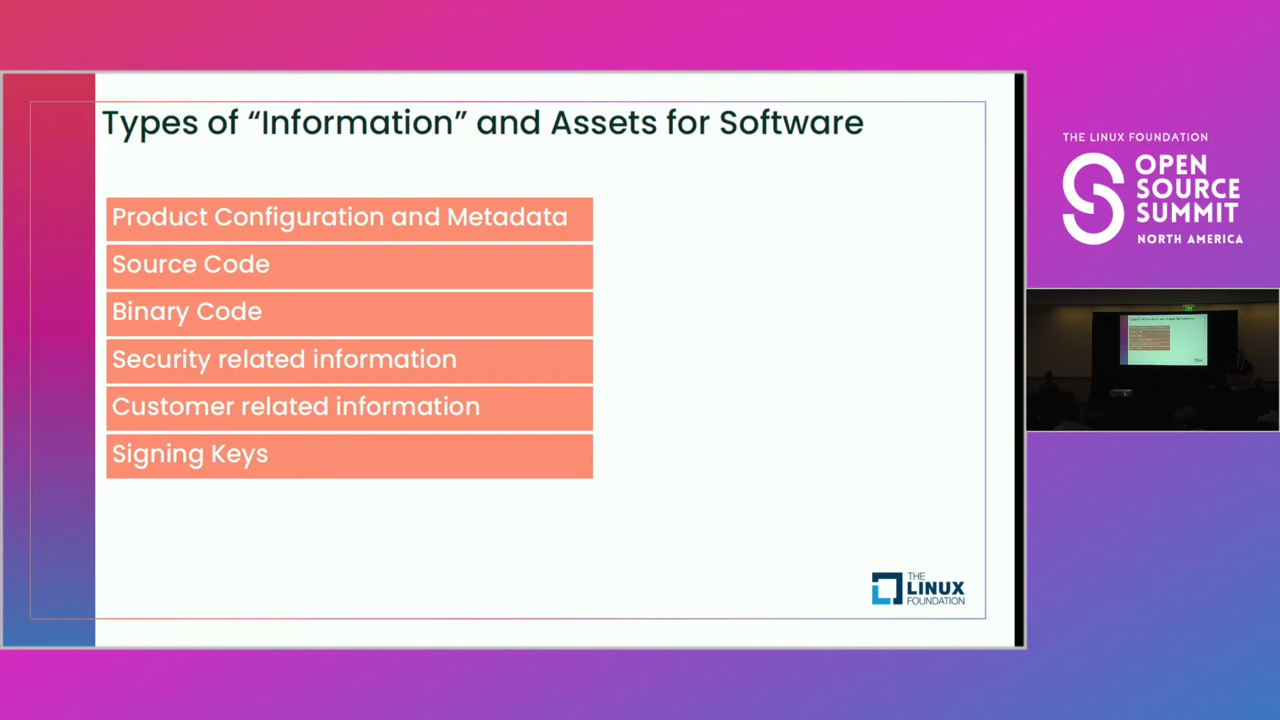 Types of “Information” and Assets for Software
Product Configuration and Metadata
Source Code
Binary Code
Security related information
Customer related information
Signing Keys
THE
LINUX
FOUNDATION
THE LINUX FOUNDATION
OPEN
SOURCE
SUMMIT
NORTH AMERICA